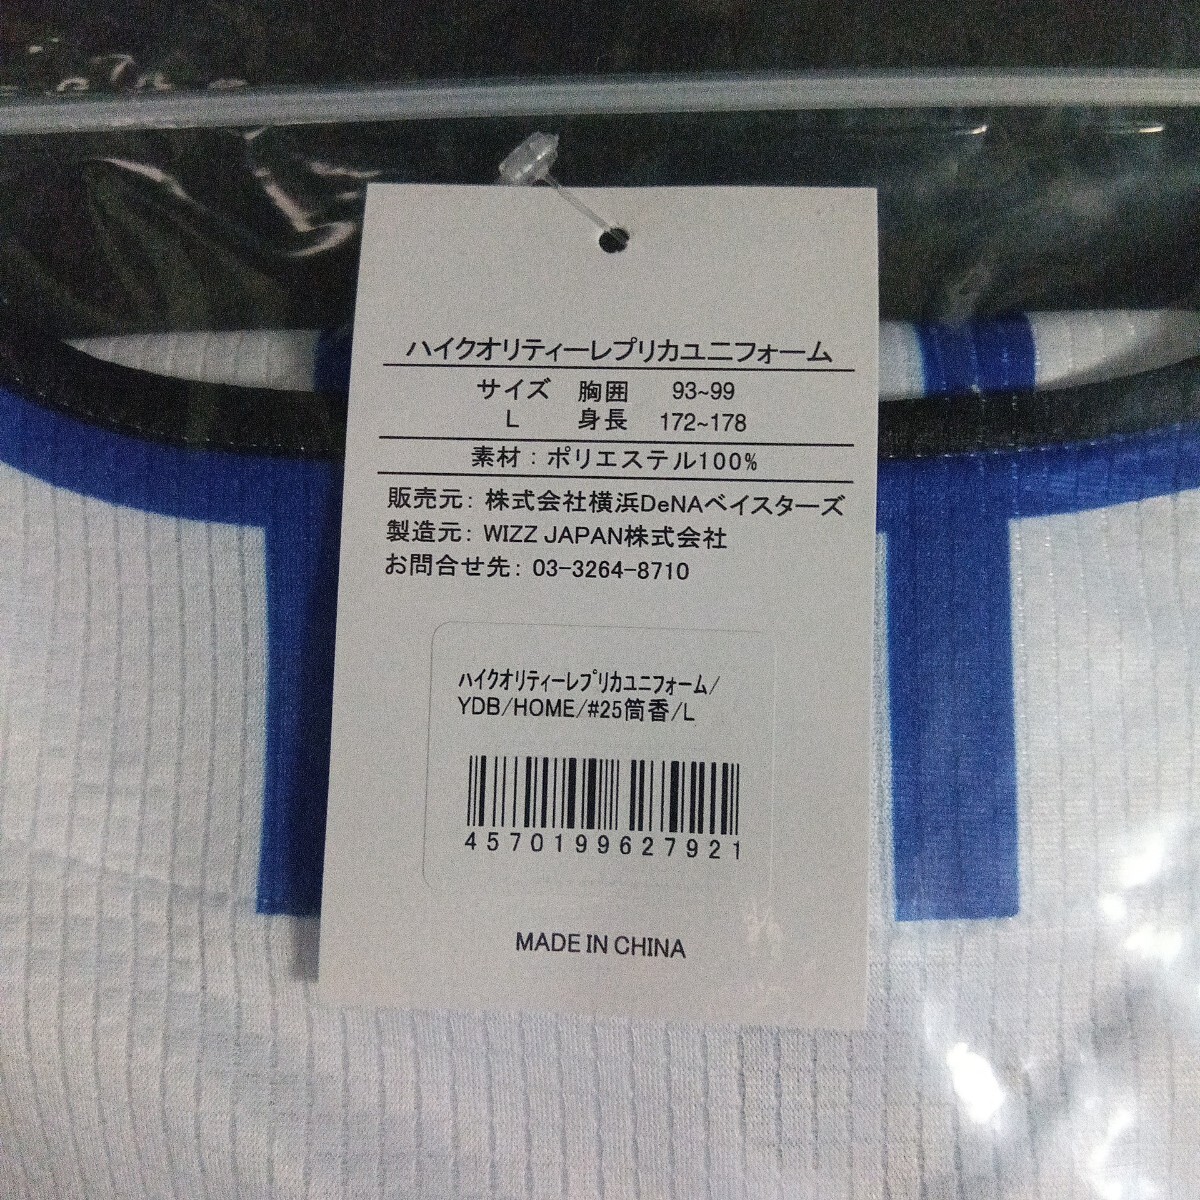 ハイクオリティーレプリカユニフォーム
サイズ 胸囲 93~99
L 身長 172~178
素材：ポリエステル100%
販売元：株式会社横浜DeNAベイスターズ
製造元：WIZZ JAPAN株式会社
お問合せ先：03-3264-8710
ﾊｲｸｵﾘﾃｨｰﾚﾌﾟﾘｶﾕﾆﾌｫｰﾑ/
YDB/HOME/#25筒香/L
4570199627921
MADE IN CHINA